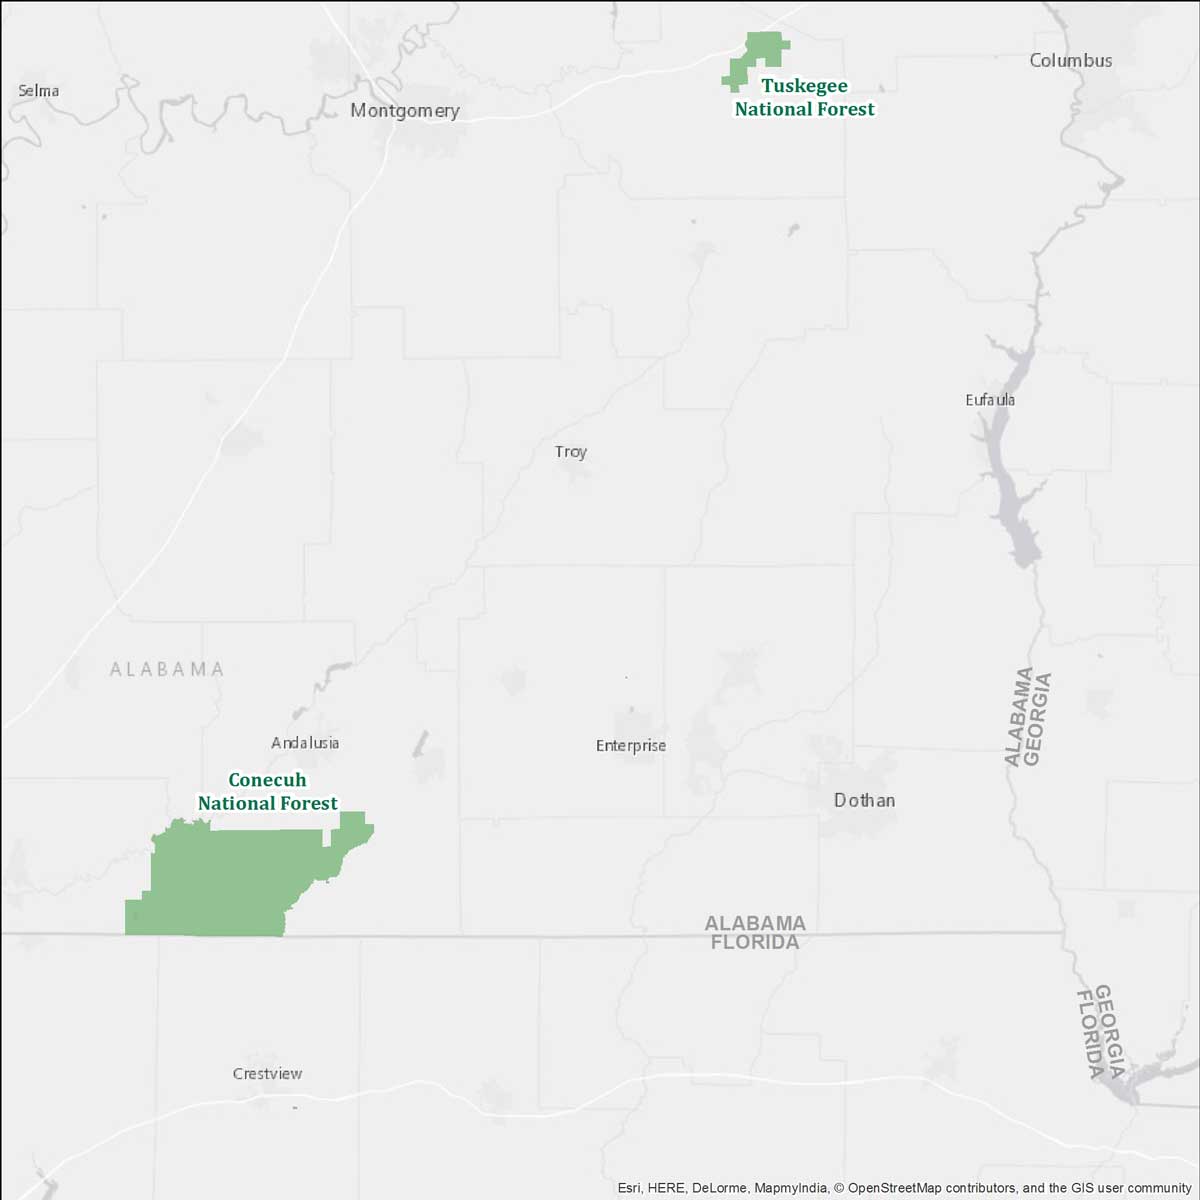 Columbus
Selma
Tuskegee
National Forest
Montgomery
Eufaula
Troy
ALABAMA
ALABAMA
GEORGIA
Andalusia
Enterprise
Conecuh
National Forest
Dothan
ALABAMA
FLORIDA
GEORGIA
FLORIDA
Crestview
Esri, HERE, DeLorme, MapmyIndia, © OpenStreetMap contributors, and the GIS user community